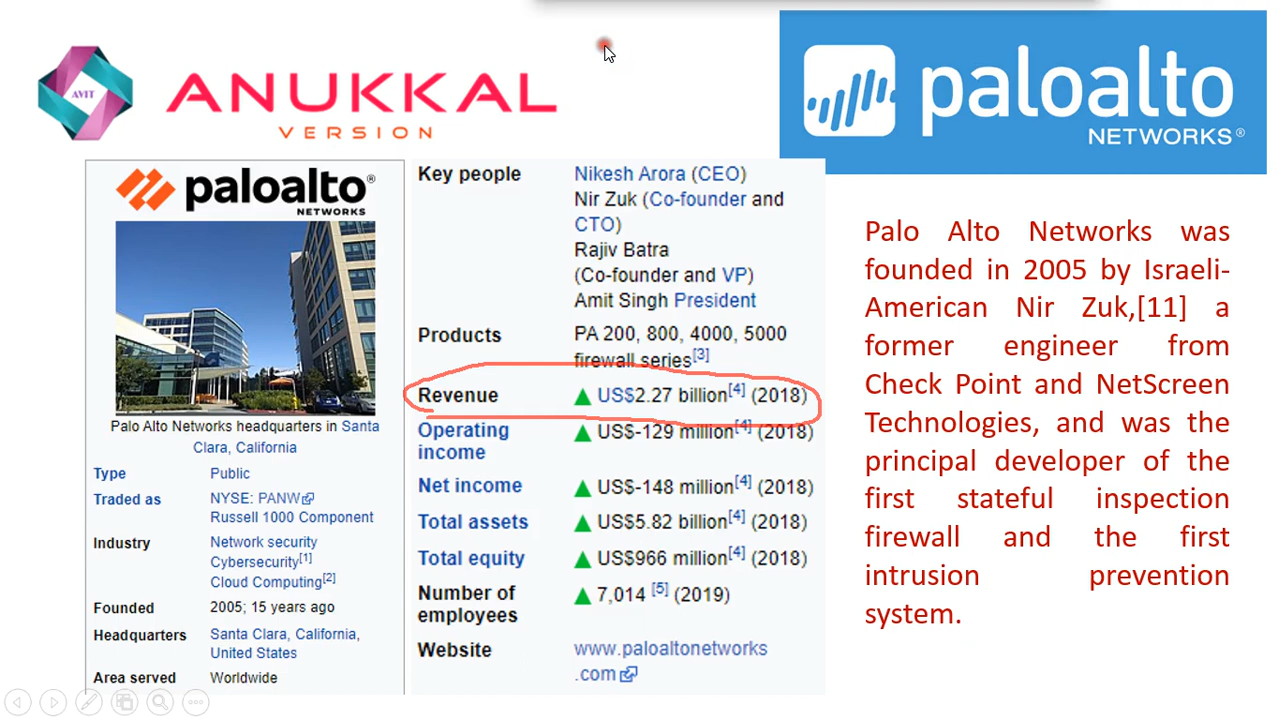 AVIT
ANUKKAL
VERSION
paloalto
NETWORKS®
paloalto®
NETWORKS
Palo Alto Networks headquarters in Santa
Clara, California
Type Public
Traded as NYSE: PANW
Russell 1000 Component
Industry Network security
Cybersecurity[1]
Cloud Computing[2]
Founded 2005; 15 years ago
Headquarters Santa Clara, California,
United States
Area served Worldwide
Key people Nikesh Arora (CEO)
Nir Zuk (Co-founder and
CTO)
Rajiv Batra
(Co-founder and VP)
Amit Singh President
Products PA 200, 800, 4000, 5000
firewall series[3]
Revenue ▲ US$2.27 billion[4] (2018)
Operating
income ▲ US$-129 million[4] (2018)
Net income ▲ US$-148 million[4] (2018)
Total assets ▲ US$5.82 billion[4] (2018)
Total equity ▲ US$966 million[4] (2018)
Number of
employees ▲ 7,014 [5] (2019)
Website www.paloaltonetworks
.com
Palo Alto Networks was
founded in 2005 by Israeli-
American Nir Zuk,[11] a
former engineer from
Check Point and NetScreen
Technologies, and was the
principal developer of the
first stateful inspection
firewall and the first
intrusion prevention
system.